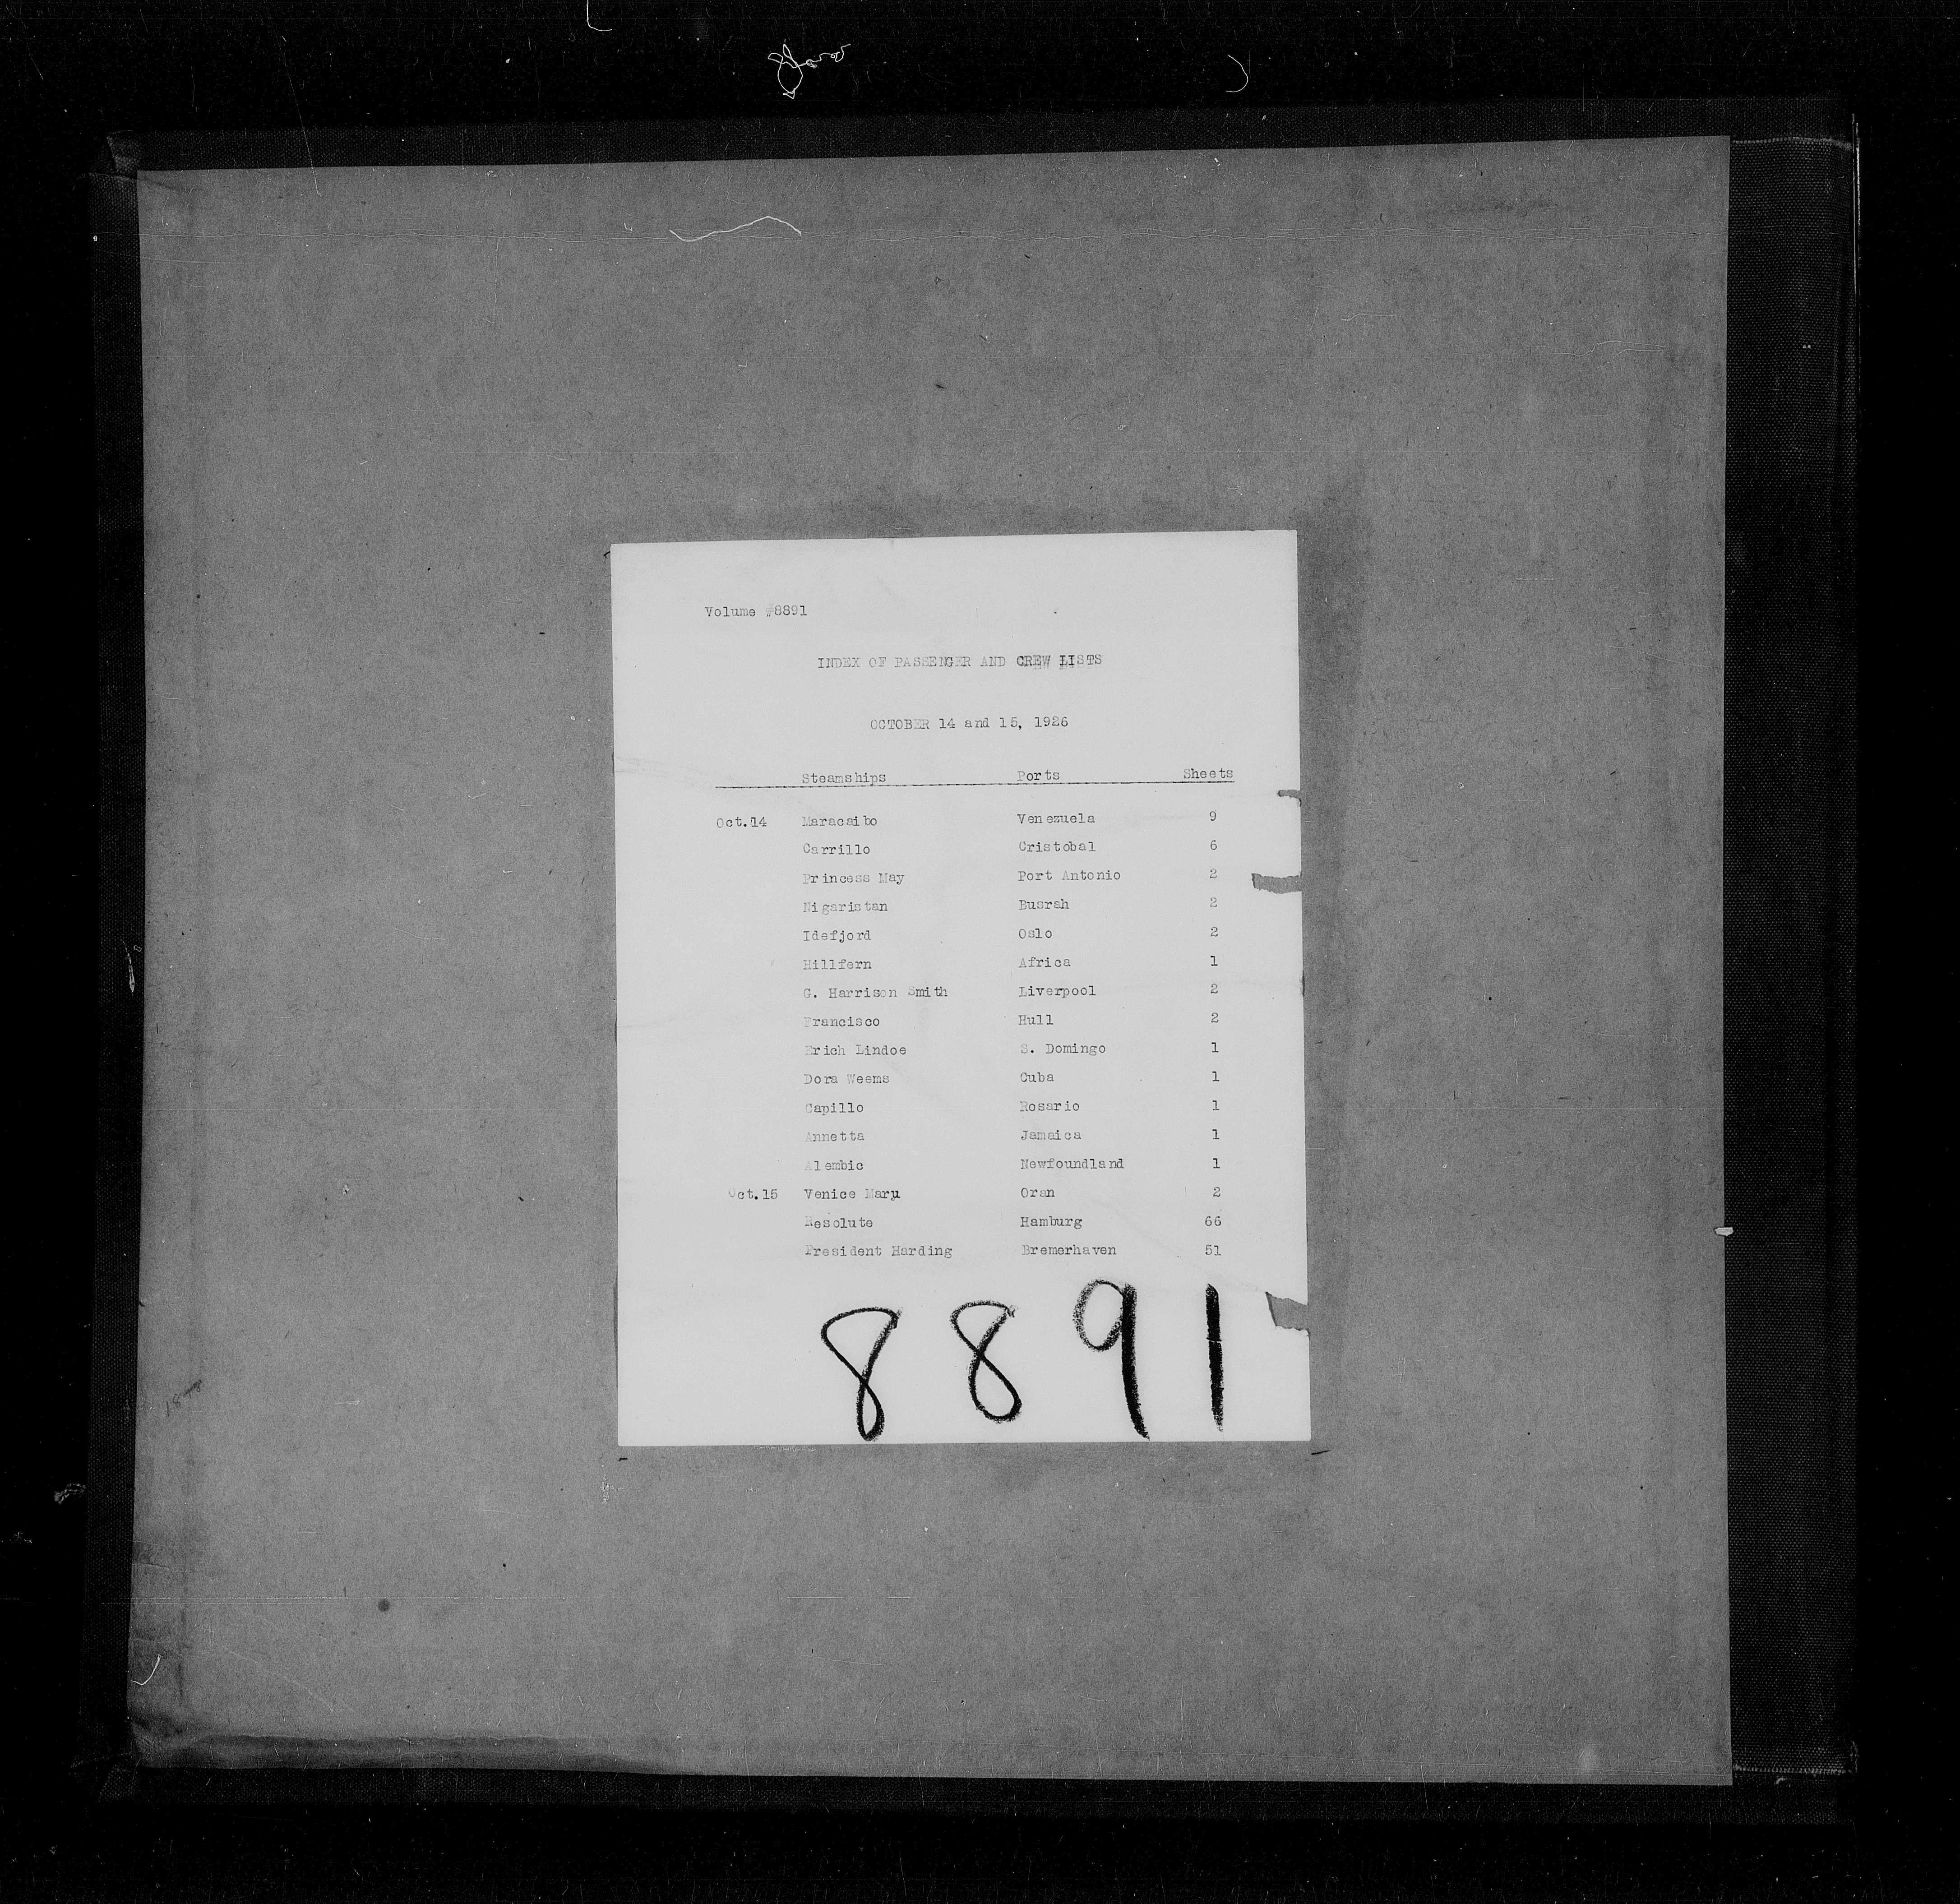 Volume #8891
INDEX OF PASSENGER AND CREW LISTS
OCTOBER 14 and 15, 1926
Steamships Ports Sheets
Oct.14 Maracaibo Venezuela 9
Carrillo Cristobal 6
Princess May Port Antonio 2
Nigaristan Busrah 2
Idefjord Oslo 2
Hillfern Africa 1
G. Harrison Smith Liverpool 2
Francisco Hull 2
Erich Lindoe S. Domingo 1
Dora Weems Cuba 1
Capillo Rosario 1
Annetta Jamaica 1
Alembic Newfoundland 1
Oct.15 Venice Maru Oran 2
Resolute Hamburg 66
President Harding Bremerhaven 51
8891